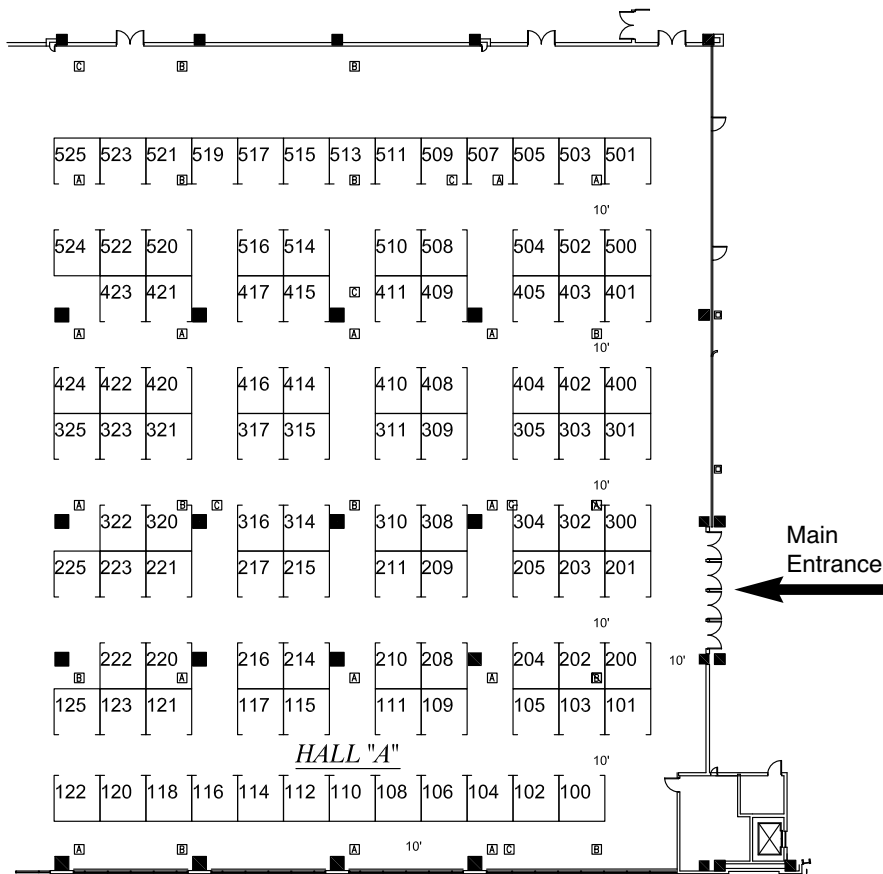 C B B
525 523 521 519 517 515 513 511 509 507 505 503 501
A B B C A A
10'
524 522 520 516 514 510 508 504 502 500
423 421 417 415 C 411 409 405 403 401
A A A A B
10'
424 422 420 416 414 410 408 404 402 400
325 323 321 317 315 311 309 305 303 301
10'
A B C B A C A
322 320 316 314 310 308 304 302 300
Main
Entrance
225 223 221 217 215 211 209 205 203 201
10'
222 220 216 214 210 208 204 202 200 10'
B A A A B
125 123 121 117 115 111 109 105 103 101
HALL "A"
10'
122 120 118 116 114 112 110 108 106 104 102 100
A B A 10' A C B